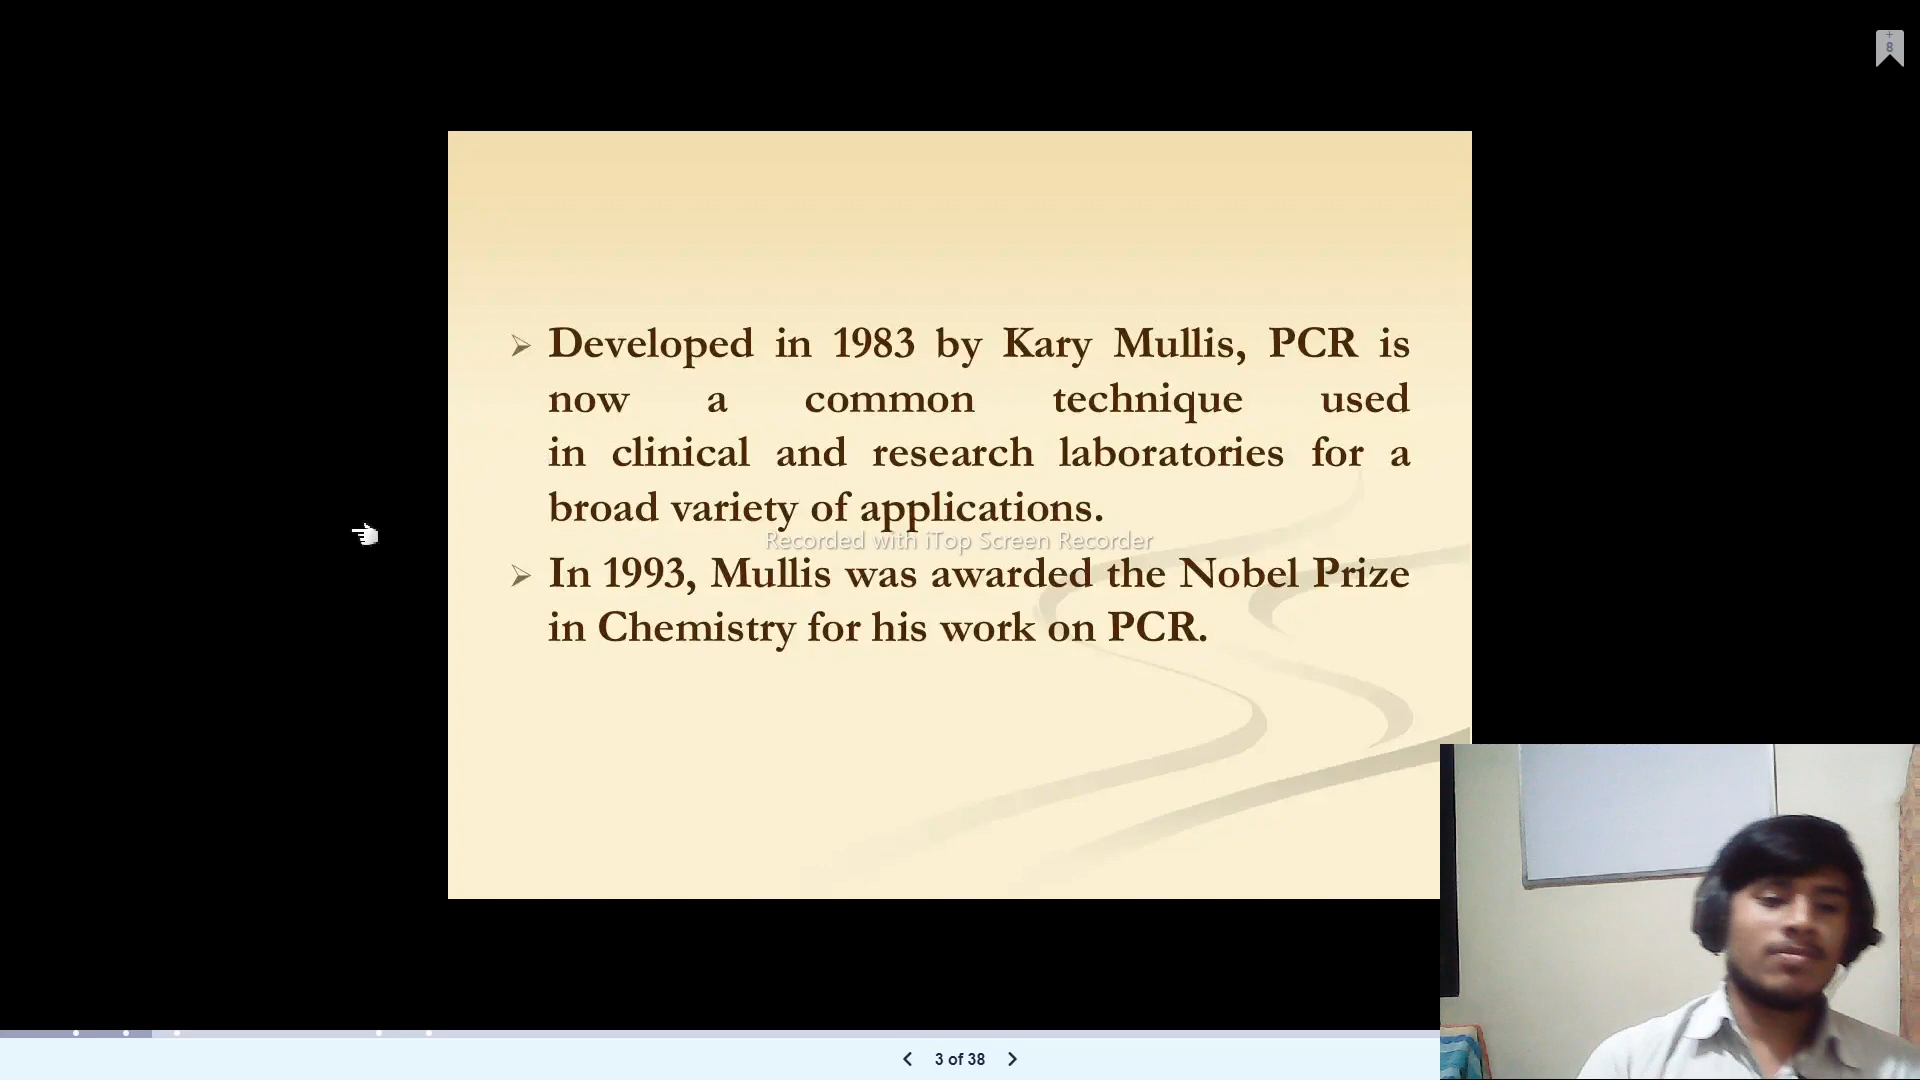 +
8
➢ Developed in 1983 by Kary Mullis, PCR is
now a common technique used
in clinical and research laboratories for a
broad variety of applications.
Recorded with iTop Screen Recorder
➢ In 1993, Mullis was awarded the Nobel Prize
in Chemistry for his work on PCR.
3 of 38